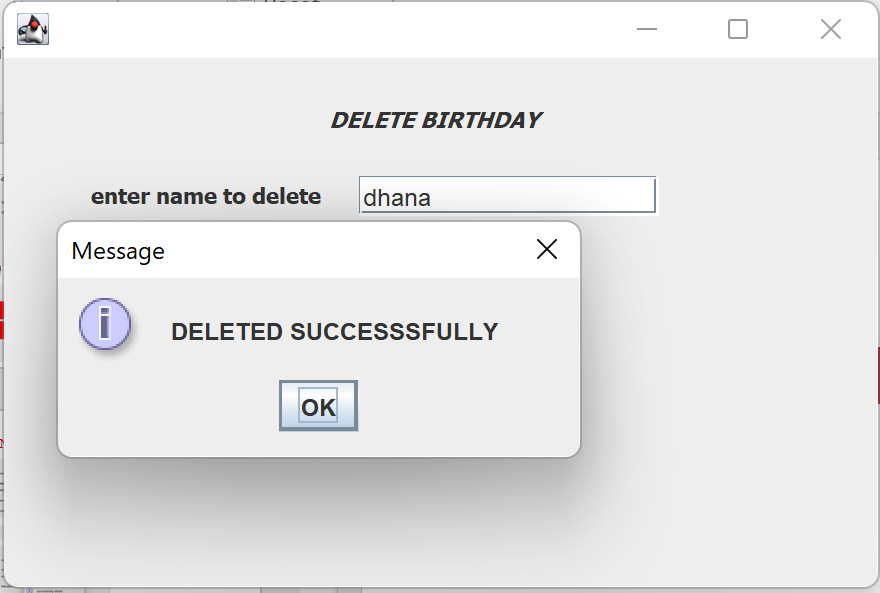 DELETE BIRTHDAY
enter name to delete dhana
Message
DELETED SUCCESSSFULLY
OK